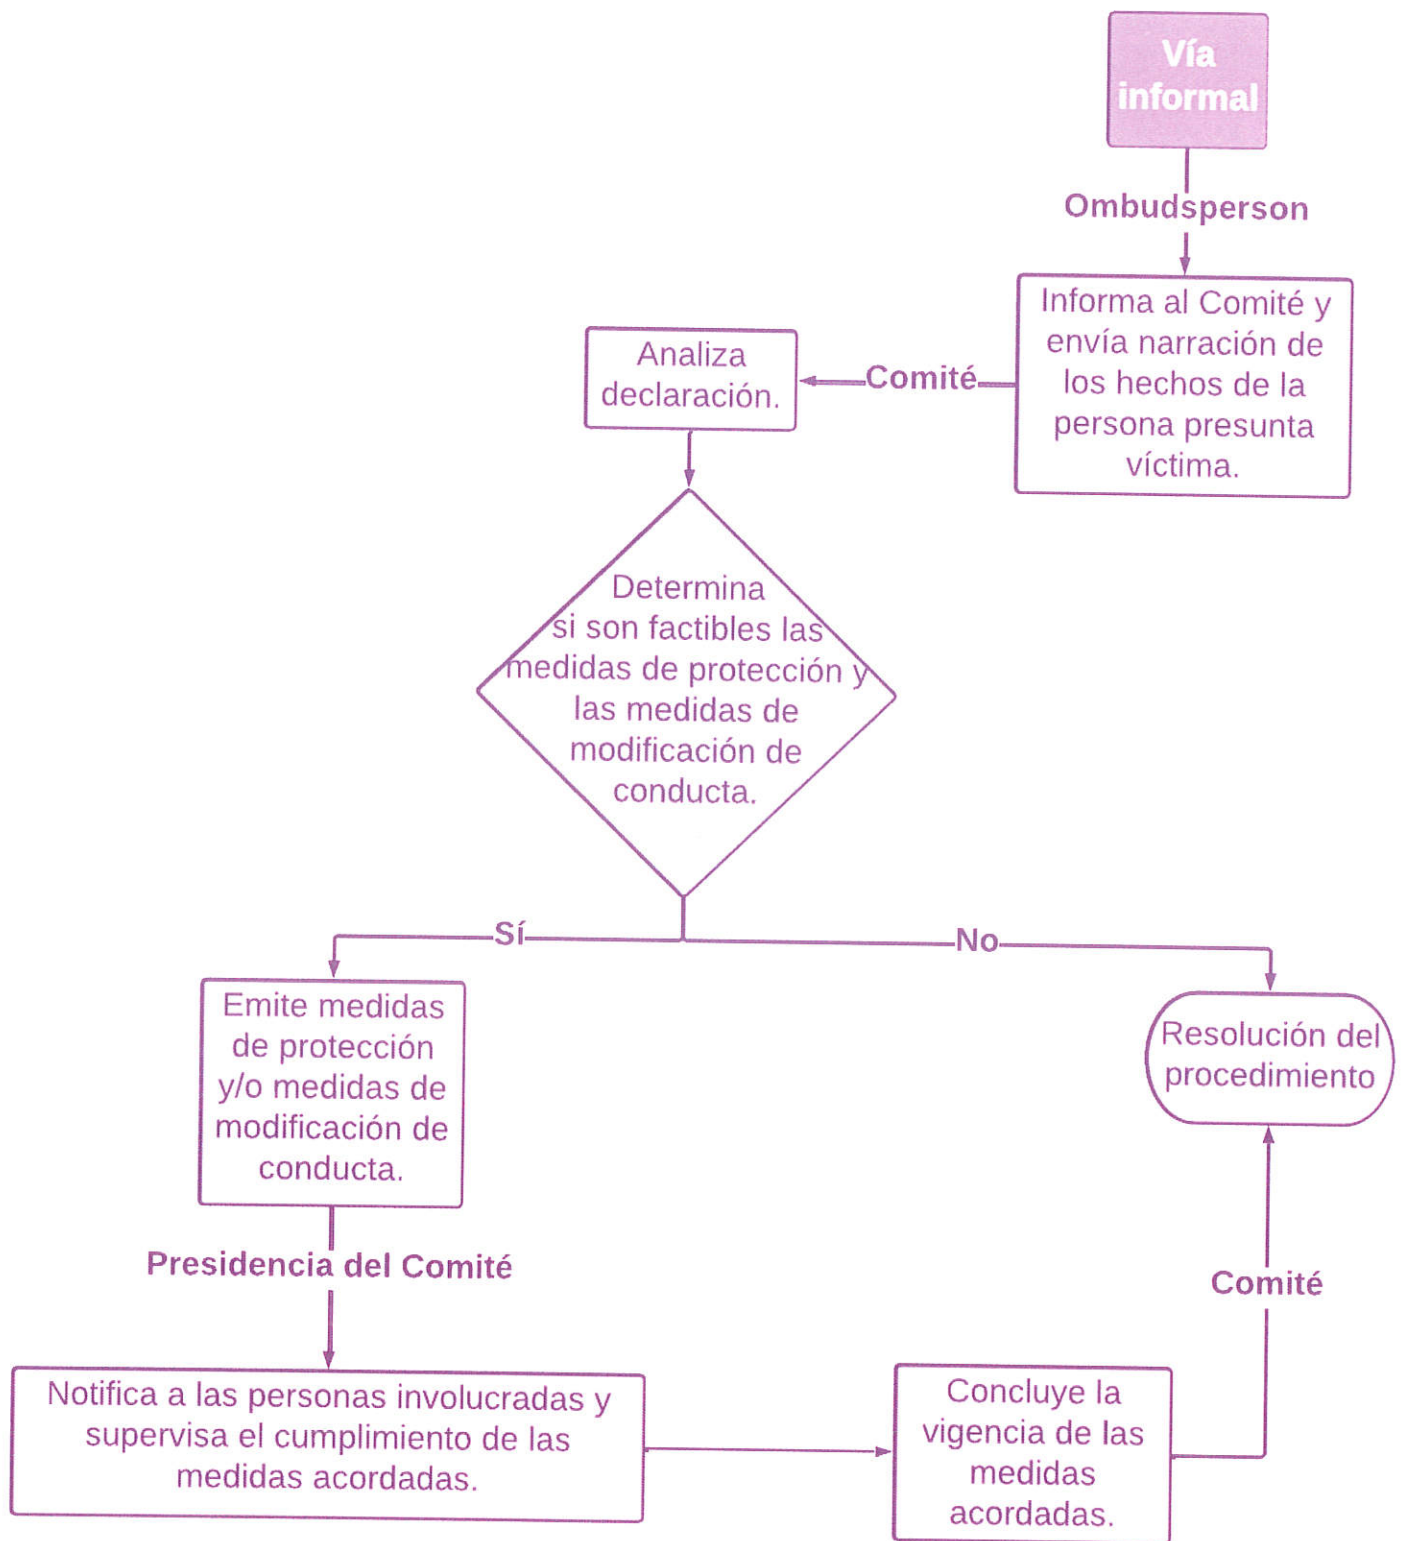 Vía
informal
Ombudsperson
Informa al Comité y
envía narración de
los hechos de la
persona presunta
víctima.
Comité
Analiza
declaración.
Determina
si son factibles las
medidas de protección y
las medidas de
modificación de
conducta.
Sí
No
Emite medidas
de protección
y/o medidas de
modificación de
conducta.
Resolución del
procedimiento
Presidencia del Comité
Comité
Notifica a las personas involucradas y
supervisa el cumplimiento de las
medidas acordadas.
Concluye la
vigencia de las
medidas
acordadas.